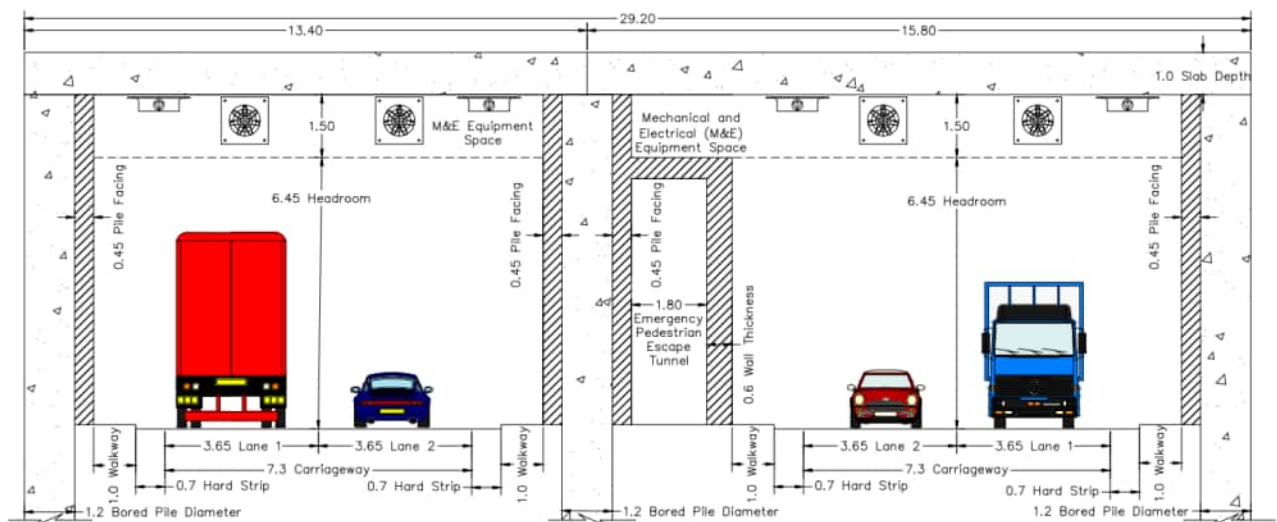 29.20
13.40
15.80
1.0 Slab Depth
1.50
M&E Equipment
Space
Mechanical and
Electrical (M&E)
Equipment Space
1.50
0.45 Pile Facing
6.45 Headroom
0.45 Pile Facing
0.45 Pile Facing
1.80
Emergency
Pedestrian
Escape
Tunnel
0.6 Wall Thickness
6.45 Headroom
0.45 Pile Facing
1.0 Walkway
3.65 Lane 1
3.65 Lane 2
7.3 Carriageway
0.7 Hard Strip
0.7 Hard Strip
1.0 Walkway
1.0 Walkway
3.65 Lane 2
3.65 Lane 1
7.3 Carriageway
0.7 Hard Strip
0.7 Hard Strip
1.0 Walkway
1.2 Bored Pile Diameter
1.2 Bored Pile Diameter
1.2 Bored Pile Diameter